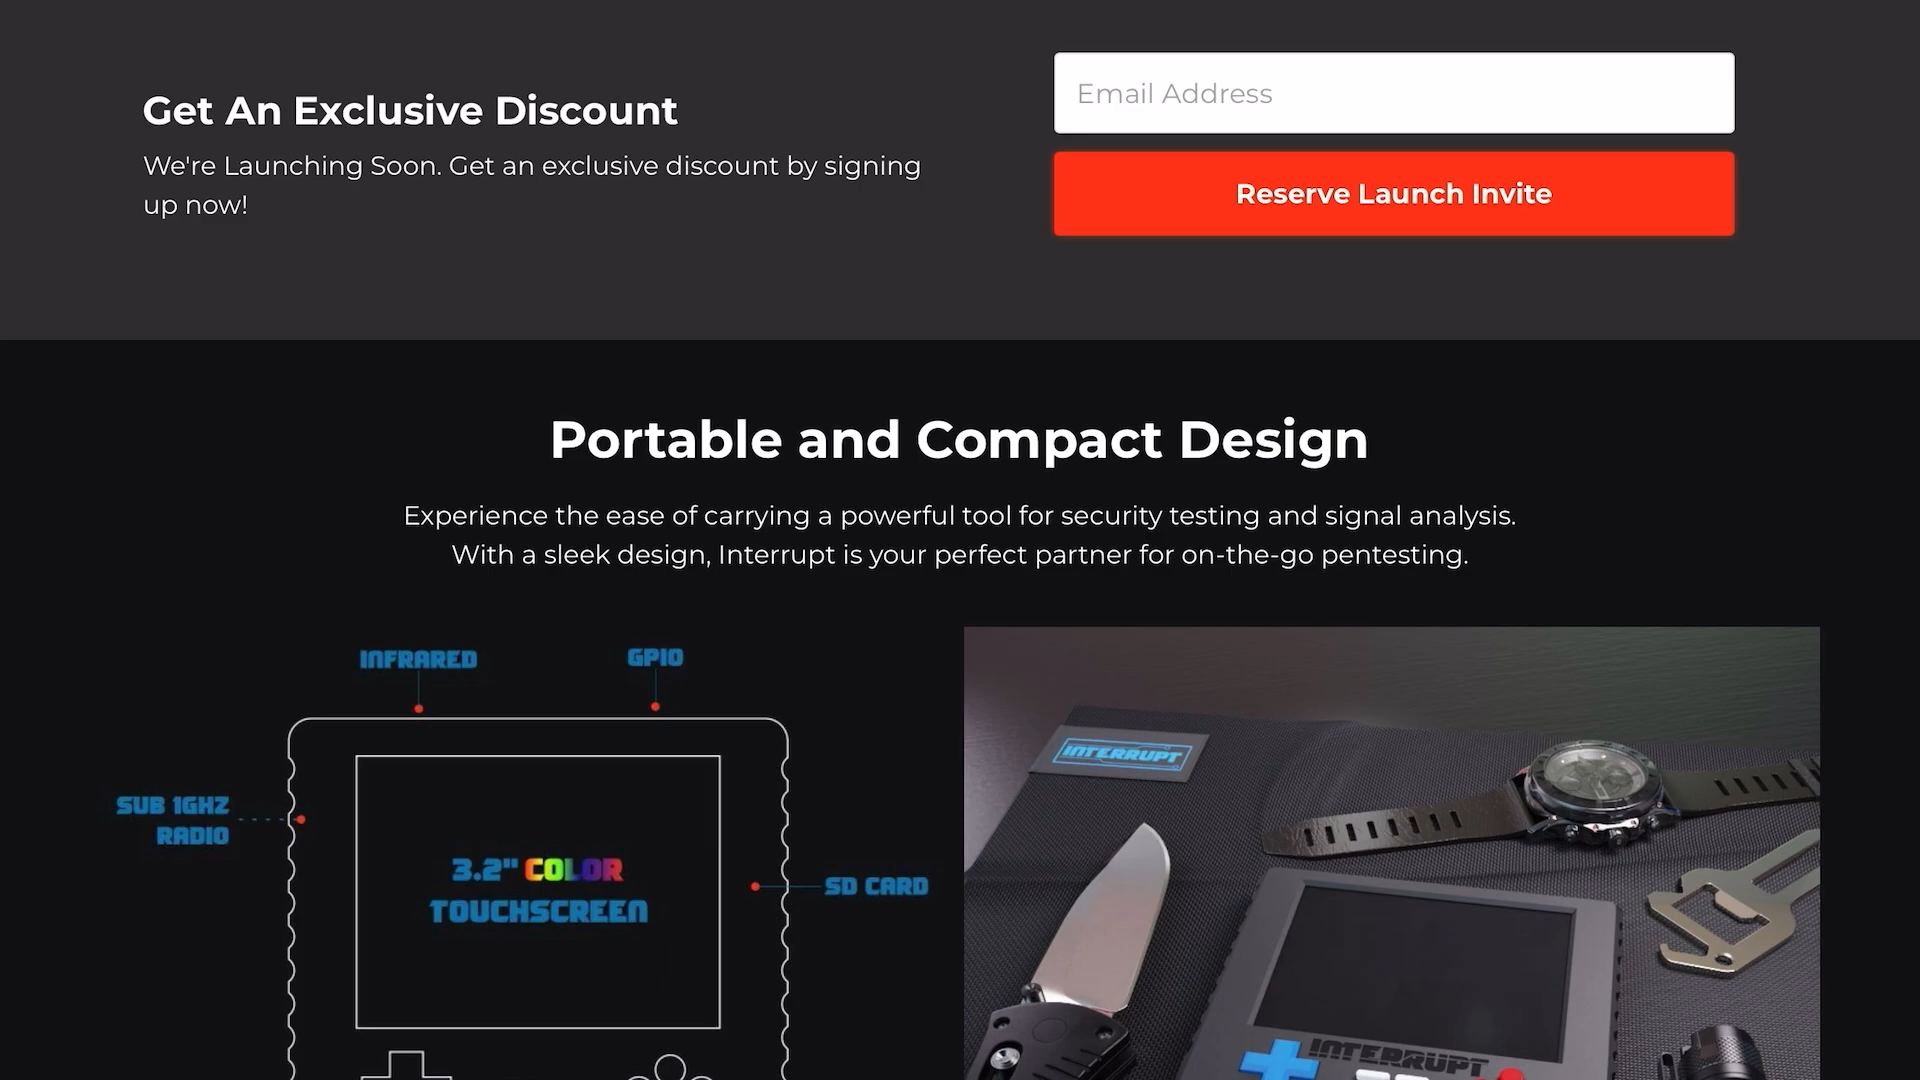 Get An Exclusive Discount
We're Launching Soon. Get an exclusive discount by signing
up now!
Email Address
Reserve Launch Invite
Portable and Compact Design
Experience the ease of carrying a powerful tool for security testing and signal analysis.
With a sleek design, Interrupt is your perfect partner for on-the-go pentesting.
INFRARED
GPIO
SUB 1GHZ
RADIO
3.2" COLOR
TOUCHSCREEN
SD CARD
INTERRUPT
INTERRUPT